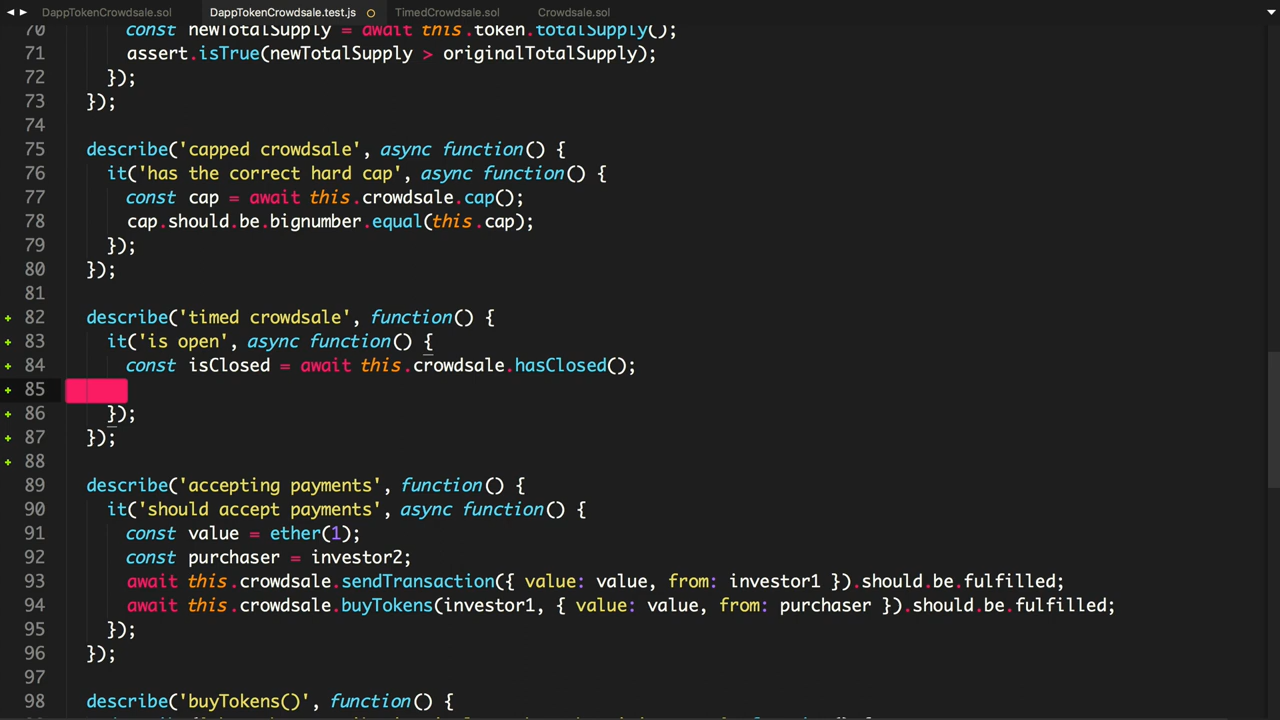 DappTokenCrowdsale.sol DappTokenCrowdsale.test.js TimedCrowdsale.sol Crowdsale.sol
70 const newTotalSupply = await this.token.totalSupply();
71 assert.isTrue(newTotalSupply > originalTotalSupply);
72 });
73 });
74
75 describe('capped crowdsale', async function() {
76 it('has the correct hard cap', async function() {
77 const cap = await this.crowdsale.cap();
78 cap.should.be.bignumber.equal(this.cap);
79 });
80 });
81
82 describe('timed crowdsale', function() {
83 it('is open', async function() {
84 const isClosed = await this.crowdsale.hasClosed();
85
86 });
87 });
88
89 describe('accepting payments', function() {
90 it('should accept payments', async function() {
91 const value = ether(1);
92 const purchaser = investor2;
93 await this.crowdsale.sendTransaction({ value: value, from: investor1 }).should.be.fulfilled;
94 await this.crowdsale.buyTokens(investor1, { value: value, from: purchaser }).should.be.fulfilled;
95 });
96 });
97
98 describe('buyTokens()', function() {